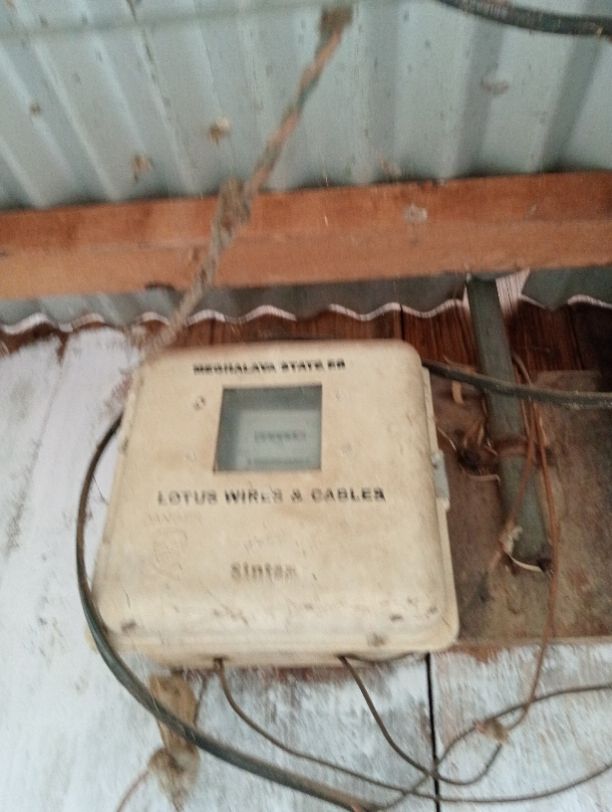 MEGHALAYA STATE EB
LOTUS WIRES & CABLES
Sintex